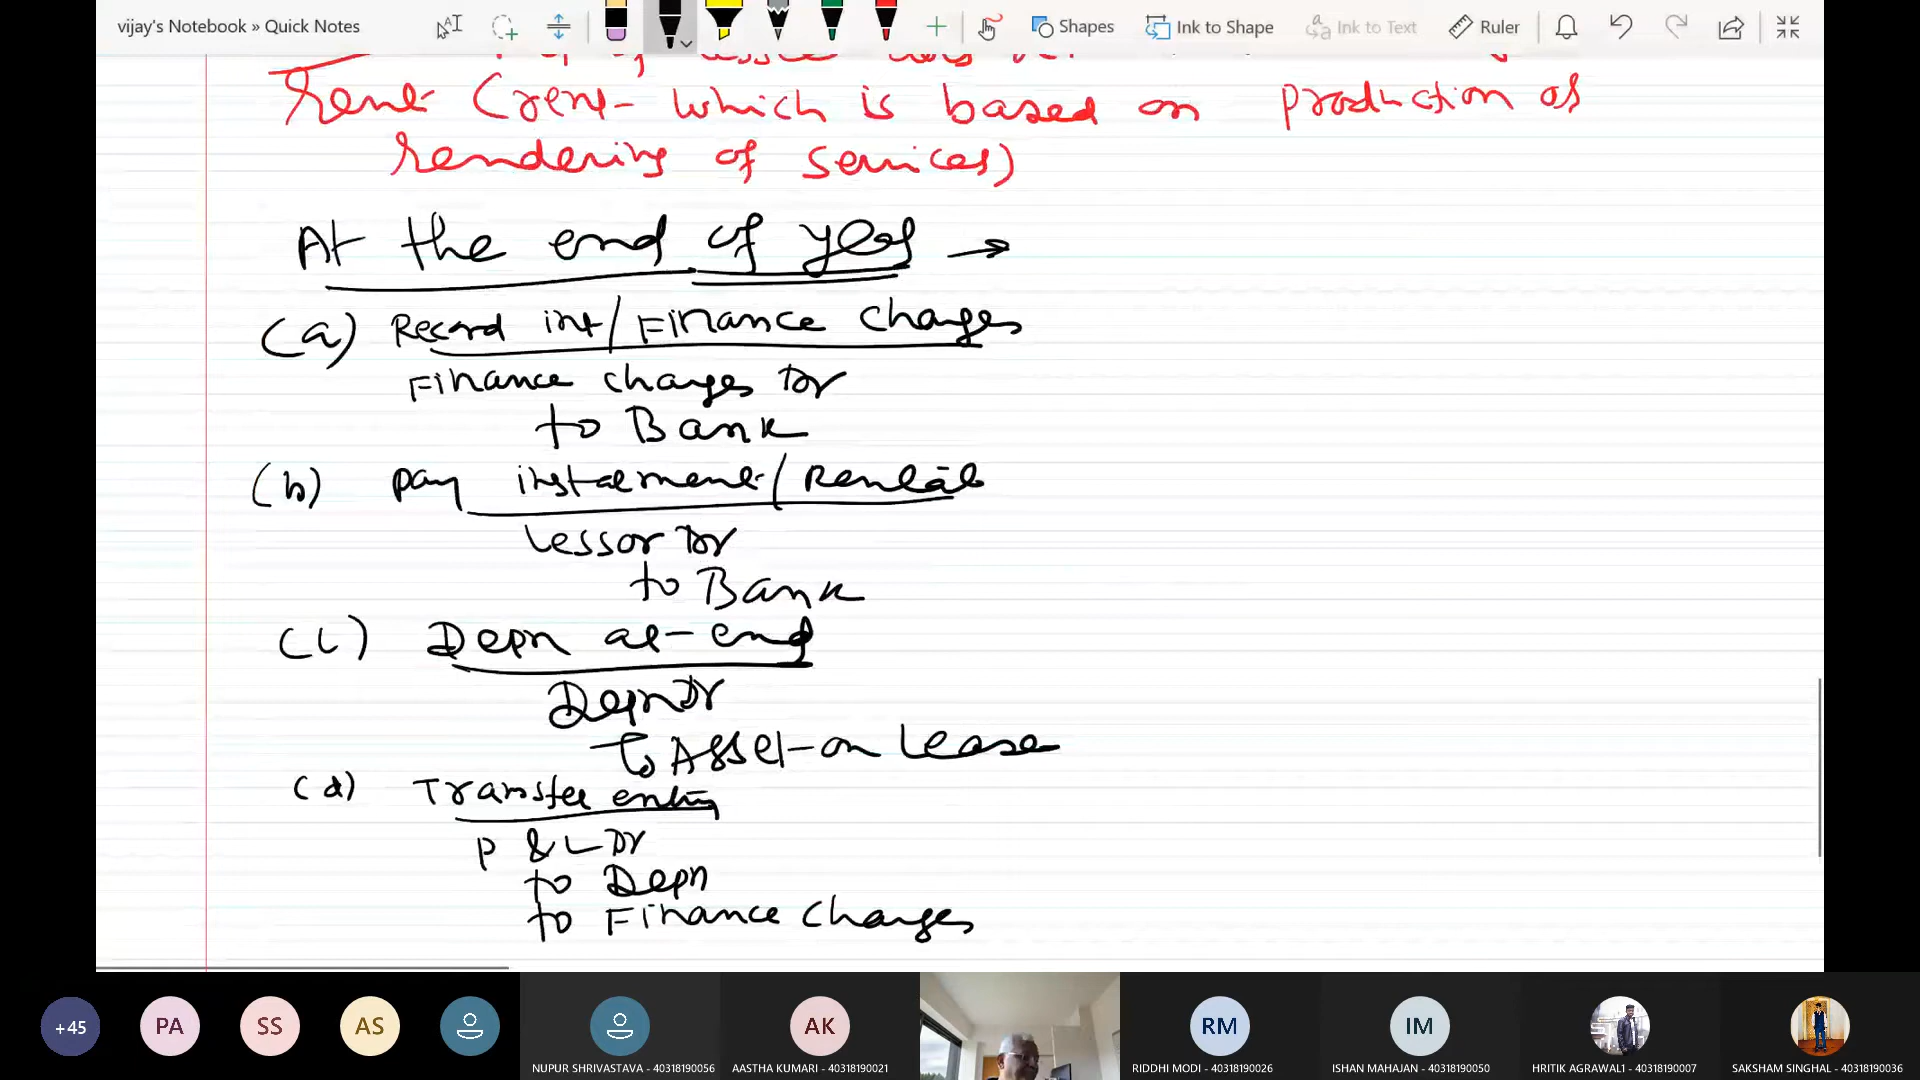 vijay's Notebook » Quick Notes
Shapes
Ink to Shape
Ink to Text
Ruler
Rent (rent- which is based on production of
rendering of services)
At the end of year →
(a) Record int/Finance Charges
Finance charges Dr
to Bank
(b) pay instalment/Rentals
Lessor Dr
to Bank
(c) Depn at-end
Depn Dr
to Asset-on Lease
(d) Transfer entry
P & L Dr
to Depn
to Finance Charges
+45
PA
SS
AS
AK
RM
IM
NUPUR SHRIVASTAVA - 40318190056
AASTHA KUMARI - 40318190021
RIDDHI MODI - 40318190026
ISHAN MAHAJAN - 40318190050
HRITIK AGRAWAL1 - 40318190007
SAKSHAM SINGHAL - 40318190036